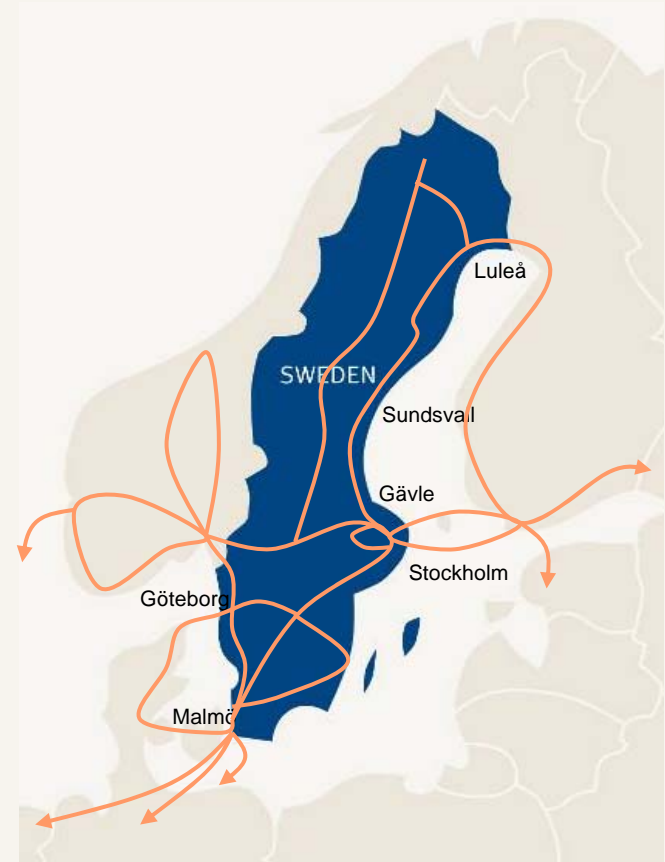 Luleå
SWEDEN
Sundsvall
Gävle
Stockholm
Göteborg
Malmö